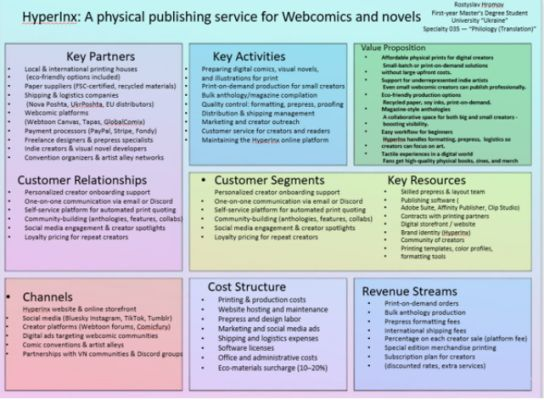 HyperInx: A physical publishing service for Webcomics and novels
Rostyslav Hromov
First-year Master's Degree Student
University "Ukraine"
Specialty 035 — "Philology (Translation)"
Key Partners
• Local & international printing houses
(eco-friendly options included)
• Paper suppliers (FSC-certified, recycled materials)
• Shipping & logistics companies
(Nova Poshta, UkrPoshta, EU distributors)
• Webcomic platforms
(Webtoon Canvas, Tapas, GlobalComix)
• Payment processors (PayPal, Stripe, Fondy)
• Freelance designers & prepress specialists
• Indie creators & visual novel developers
• Convention organizers & artist alley networks
Key Activities
• Preparing digital comics, visual novels,
and illustrations for print
• Print-on-demand production for small creators
• Bulk anthology/magazine compilation
• Quality control: formatting, prepress, proofing
• Distribution & shipping management
• Marketing and creator outreach
• Customer service for creators and readers
• Maintaining the HyperInx online platform
Value Proposition
• Affordable physical prints for digital creators
• Small-batch or print-on-demand solutions
• without large upfront costs.
• Support for underrepresented indie artists
• Even small webcomic creators can publish professionally.
• Eco-friendly production options
• Recycled paper, soy inks, print-on-demand.
• Magazine-style anthologies
• A collaborative space for both big and small creators -
• boosting visibility.
• Easy workflow for beginners
• HyperInx handles formatting, prepress, logistics so
• creators can focus on art.
• Tactile experiences in a digital world
• Fans get high-quality physical books, zines, and merch
Customer Relationships
• Personalized creator onboarding support
• One-on-one communication via email or Discord
• Self-service platform for automated print quoting
• Community-building (anthologies, features, collabs)
• Social media engagement & creator spotlights
• Loyalty pricing for repeat creators
• Customer Segments
• Personalized creator onboarding support
• One-on-one communication via email or Discord
• Self-service platform for automated print quoting
• Community-building (anthologies, features, collabs)
• Social media engagement & creator spotlights
• Loyalty pricing for repeat creators
Key Resources
• Skilled prepress & layout team
• Publishing software (
• Adobe Suite, Affinity Publisher, Clip Studio)
• Contracts with printing partners
• Digital storefront / website
• Brand identity (HyperInx)
• Community of creators
• Printing templates, color profiles,
• formatting tools
• Channels
• HyperInx website & online storefront
• Social media (Bluesky Instagram, TikTok, Tumblr)
• Creator platforms (Webtoon forums, Comicfury)
• Digital ads targeting webcomic communities
• Comic conventions & artist alleys
• Partnerships with VN communities & Discord groups
Cost Structure
• Printing & production costs
• Website hosting and maintenance
• Prepress and design labor
• Marketing and social media ads
• Shipping and logistics expenses
• Software licenses
• Office and administrative costs
• Eco-materials surcharge (10–20%)
Revenue Streams
• Print-on-demand orders
• Bulk anthology production
• Prepress formatting fees
• International shipping fees
• Percentage on each creator sale (platform fee)
• Special edition merchandise printing
• Subscription plan for creators
• (discounted rates, extra services)